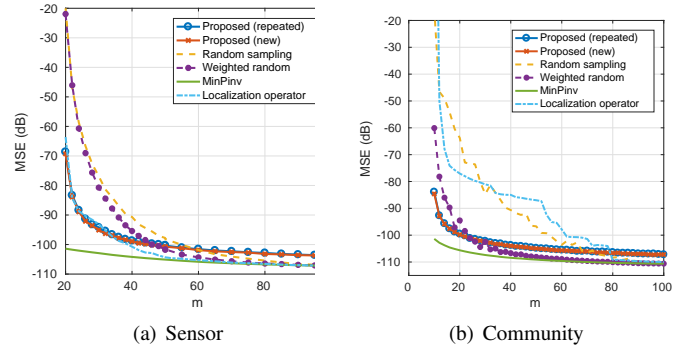 -20
-30
-40
-50
-60
-70
-80
-90
-100
-110
MSE (dB)
20
40
60
80
m
Proposed (repeated)
Proposed (new)
Random sampling
Weighted random
MinPinv
Localization operator
(a) Sensor
-20
-30
-40
-50
-60
-70
-80
-90
-100
-110
MSE (dB)
0
20
40
60
80
100
m
Proposed (repeated)
Proposed (new)
Random sampling
Weighted random
MinPinv
Localization operator
(b) Community